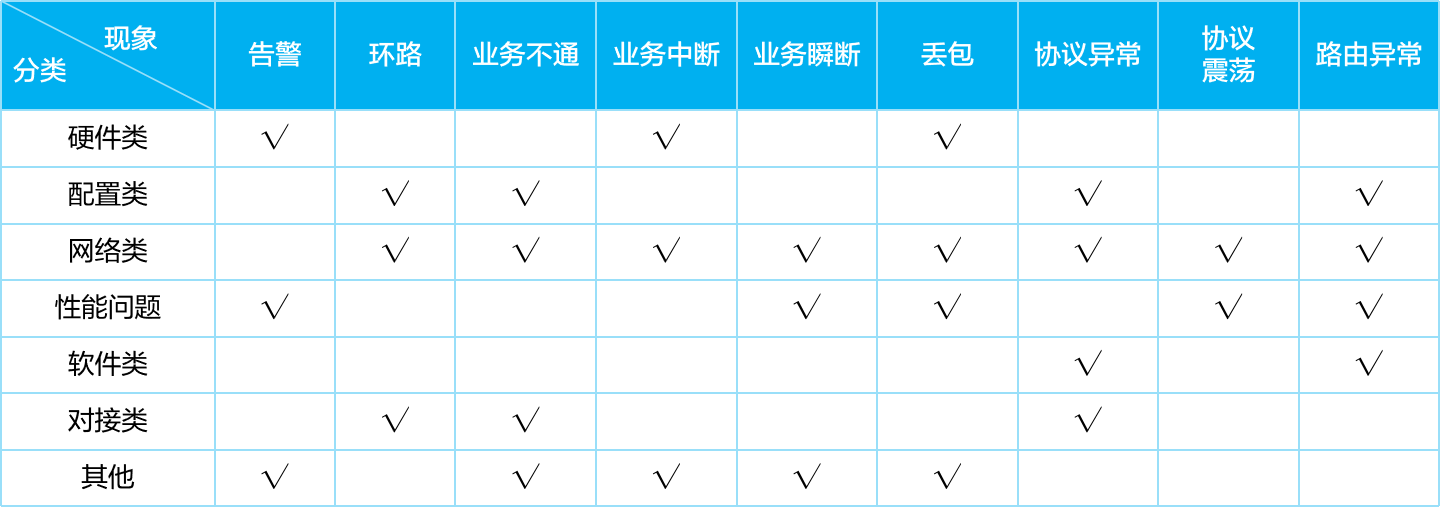 现象
分类
告警
环路
业务不通
业务中断
业务瞬断
丢包
协议异常
协议
震荡
路由异常
硬件类 √ √ √
配置类 √ √ √ √
网络类 √ √ √ √ √ √ √ √
性能问题 √ √ √ √ √
软件类 √ √
对接类 √ √ √
其他 √ √ √ √ √